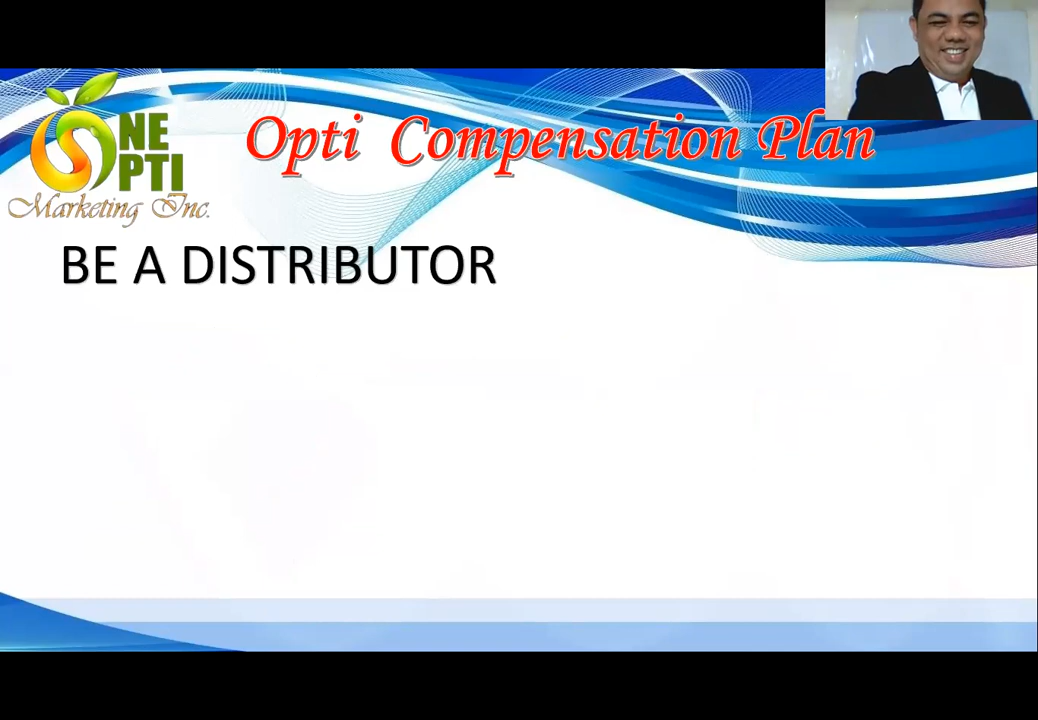 ONE
OPTI
Marketing Inc.
Opti Compensation Plan
BE A DISTRIBUTOR